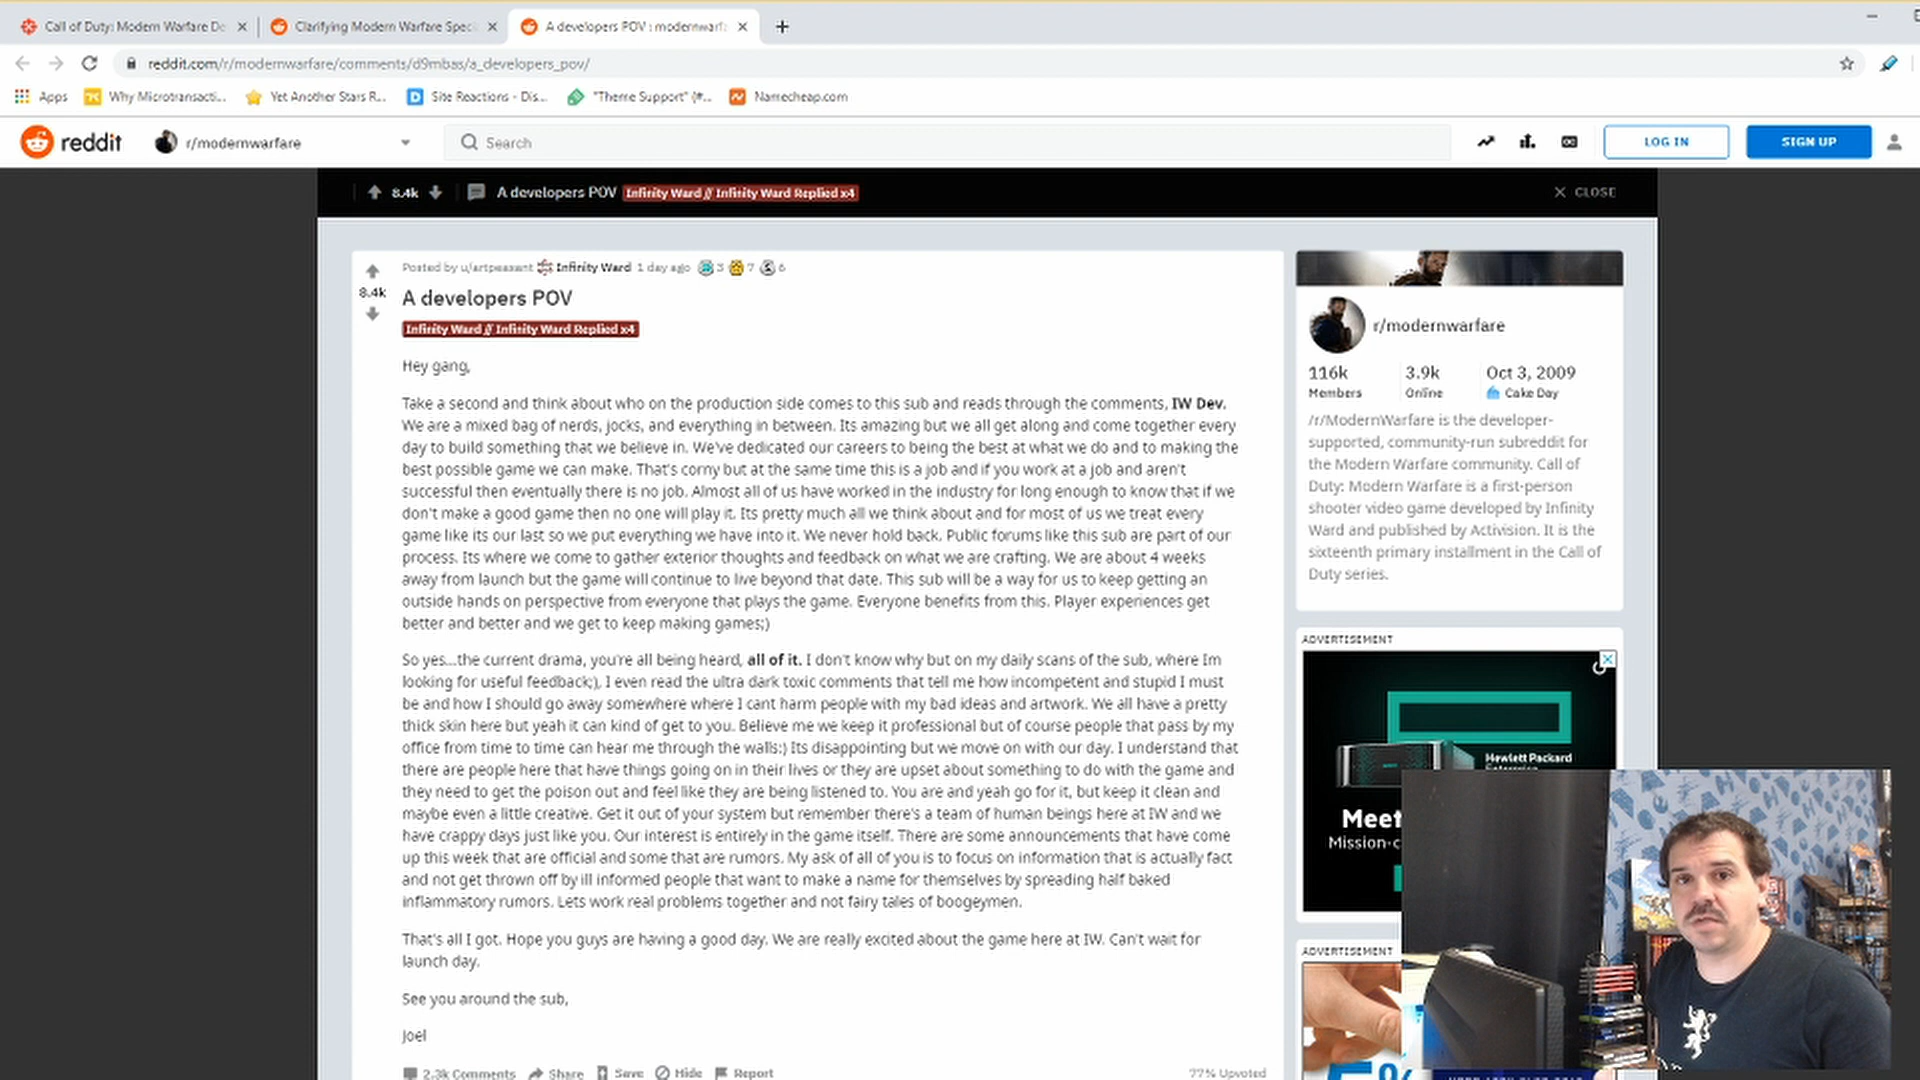 Call of Duty: Modern Warfare De
Clarifying Modern Warfare Speci
A developers POV : modernwarfa
reddit.com/r/modernwarfare/comments/d9mbas/a_developers_pov/
Apps
Why Microtransacti...
Yet Another Stars R...
Site Reactions - Dis...
"Theme Support" (#...
Namecheap.com
reddit
r/modernwarfare
Search
LOG IN
SIGN UP
8.4k
A developers POV
Infinity Ward // Infinity Ward Replied x4
CLOSE
Posted by u/artpeasant Infinity Ward 1 day ago 3 7 6
8.4k
A developers POV
Infinity Ward // Infinity Ward Replied x4
Hey gang,
Take a second and think about who on the production side comes to this sub and reads through the comments, IW Dev.
We are a mixed bag of nerds, jocks, and everything in between. Its amazing but we all get along and come together every
day to build something that we believe in. We've dedicated our careers to being the best at what we do and to making the
best possible game we can make. That's corny but at the same time this is a job and if you work at a job and aren't
successful then eventually there is no job. Almost all of us have worked in the industry for long enough to know that if we
don't make a good game then no one will play it. Its pretty much all we think about and for most of us we treat every
game like its our last so we put everything we have into it. We never hold back. Public forums like this sub are part of our
process. Its where we come to gather exterior thoughts and feedback on what we are crafting. We are about 4 weeks
away from launch but the game will continue to live beyond that date. This sub will be a way for us to keep getting an
outside hands on perspective from everyone that plays the game. Everyone benefits from this. Player experiences get
better and better and we get to keep making games;)
So yes...the current drama, you're all being heard, all of it. I don't know why but on my daily scans of the sub, where Im
looking for useful feedback;), I even read the ultra dark toxic comments that tell me how incompetent and stupid I must
be and how I should go away somewhere where I cant harm people with my bad ideas and artwork. We all have a pretty
thick skin here but yeah it can kind of get to you. Believe me we keep it professional but of course people that pass by my
office from time to time can hear me through the walls:) Its disappointing but we move on with our day. I understand that
there are people here that have things going on in their lives or they are upset about something to do with the game and
they need to get the poison out and feel like they are being listened to. You are and yeah go for it, but keep it clean and
maybe even a little creative. Get it out of your system but remember there's a team of human beings here at IW and we
have crappy days just like you. Our interest is entirely in the game itself. There are some announcements that have come
up this week that are official and some that are rumors. My ask of all of you is to focus on information that is actually fact
and not get thrown off by ill informed people that want to make a name for themselves by spreading half baked
inflammatory rumors. Lets work real problems together and not fairy tales of boogeymen.
That's all I got. Hope you guys are having a good day. We are really excited about the game here at IW. Can't wait for
launch day.
See you around the sub,
Joel
2.3k Comments
Share
Save
Hide
Report
77% Upvoted
r/modernwarfare
116k
3.9k
Oct 3, 2009
Members
Online
Cake Day
/r/ModernWarfare is the developer-
supported, community-run subreddit for
the Modern Warfare community. Call of
Duty: Modern Warfare is a first-person
shooter video game developed by Infinity
Ward and published by Activision. It is the
sixteenth primary installment in the Call of
Duty series.
ADVERTISEMENT
Hewlett Packard
Enterprise
Meet
Mission-c
ADVERTISEMENT
5%